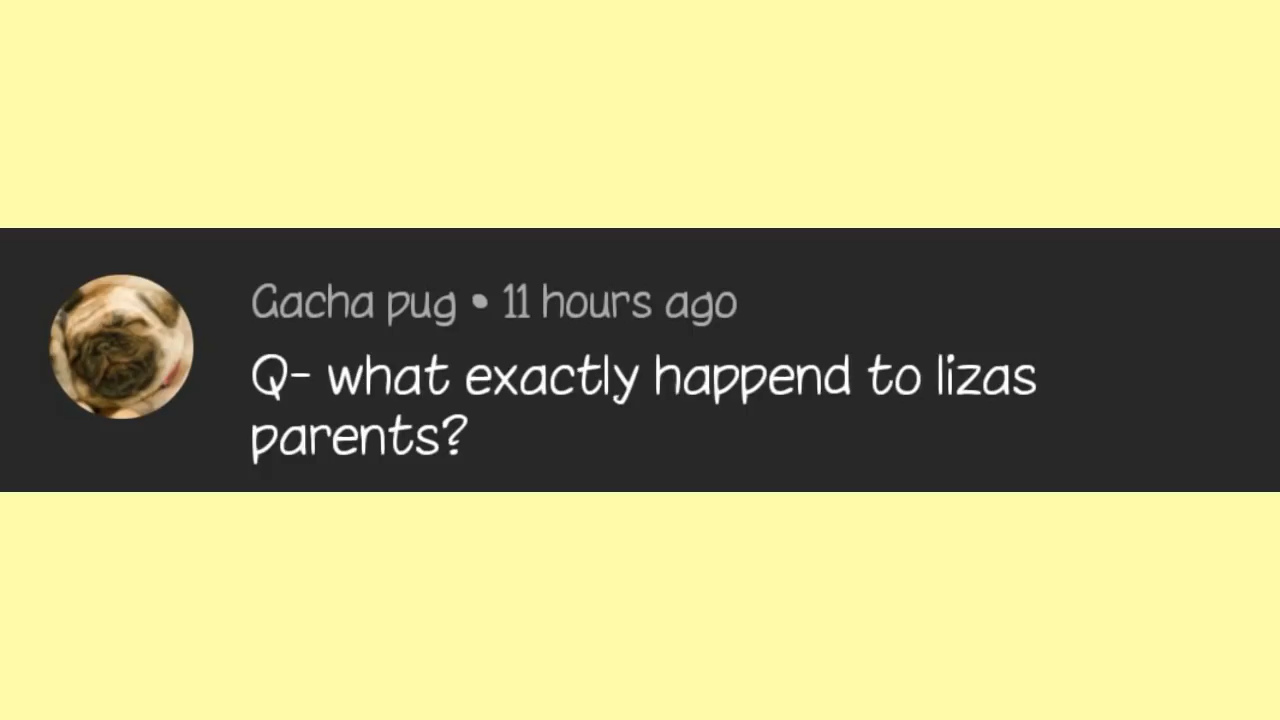 Gacha pug • 11 hours ago
Q- what exactly happend to lizas
parents?